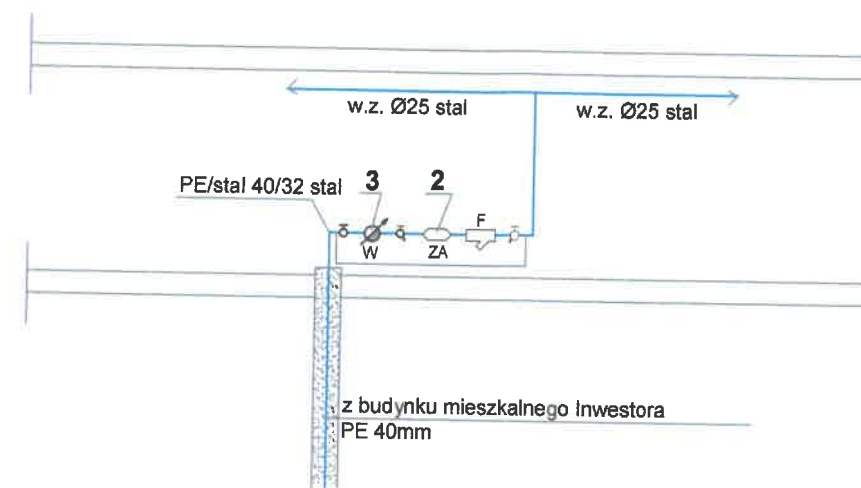 w.z. Ø25 stal
w.z. Ø25 stal
PE/stal 40/32 stal
3
2
F
W
ZA
z budynku mieszkalnego Inwestora
PE 40mm